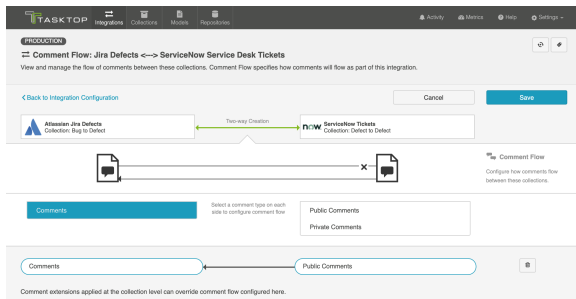 TASKTOP
Integrations
Collections
Models
Repositories
Activity
Metrics
Help
Settings
PRODUCTION
Comment Flow: Jira Defects <---> ServiceNow Service Desk Tickets
View and manage the flow of comments between these collections. Comment Flow specifies how comments will flow as part of this integration.
Back to Integration Configuration
Cancel
Save
Atlassian Jira Defects
Collection: Bug to Defect
Two-way Creation
now.
ServiceNow Tickets
Collection: Defect to Defect
Comment Flow
Configure how comments flow
between these collections.
Comments
Select a comment type on each
side to configure comment flow
Public Comments
Private Comments
Comments
Public Comments
Comment extensions applied at the collection level can override comment flow configured here.